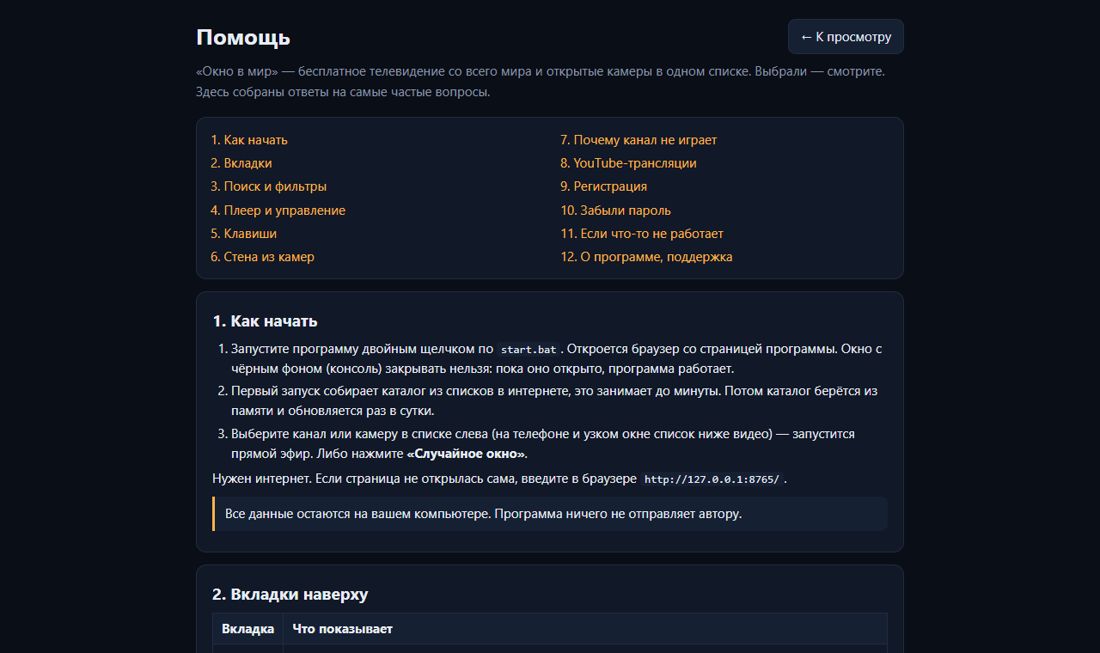 Помощь
← К просмотру
«Окно в мир» — бесплатное телевидение со всего мира и открытые камеры в одном списке. Выбрали — смотрите.
Здесь собраны ответы на самые частые вопросы.
1. Как начать
2. Вкладки
3. Поиск и фильтры
4. Плеер и управление
5. Клавиши
6. Стена из камер
7. Почему канал не играет
8. YouTube-трансляции
9. Регистрация
10. Забыли пароль
11. Если что-то не работает
12. О программе, поддержка
1. Как начать
1. Запустите программу двойным щелчком по start.bat. Откроется браузер со страницей программы. Окно с
чёрным фоном (консоль) закрывать нельзя: пока оно открыто, программа работает.
2. Первый запуск собирает каталог из списков в интернете, это занимает до минуты. Потом каталог берётся из
памяти и обновляется раз в сутки.
3. Выберите канал или камеру в списке слева (на телефоне и узком окне список ниже видео) — запустится
прямой эфир. Либо нажмите «Случайное окно».
Нужен интернет. Если страница не открылась сама, введите в браузере http://127.0.0.1:8765/.
Все данные остаются на вашем компьютере. Программа ничего не отправляет автору.
2. Вкладки наверху
Вкладка Что показывает